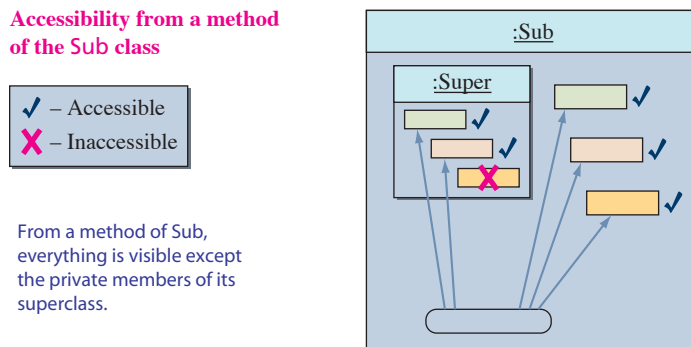 Accessibility from a method
of the Sub class
– Accessible
– Inaccessible
From a method of Sub,
everything is visible except
the private members of its
superclass.
:Sub
:Super